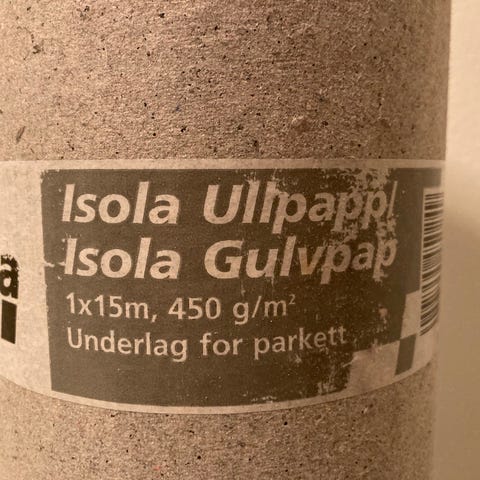 Isola Ullpapp/
Isola Gulvpap
1x15m, 450 g/m²
Underlag for parkett